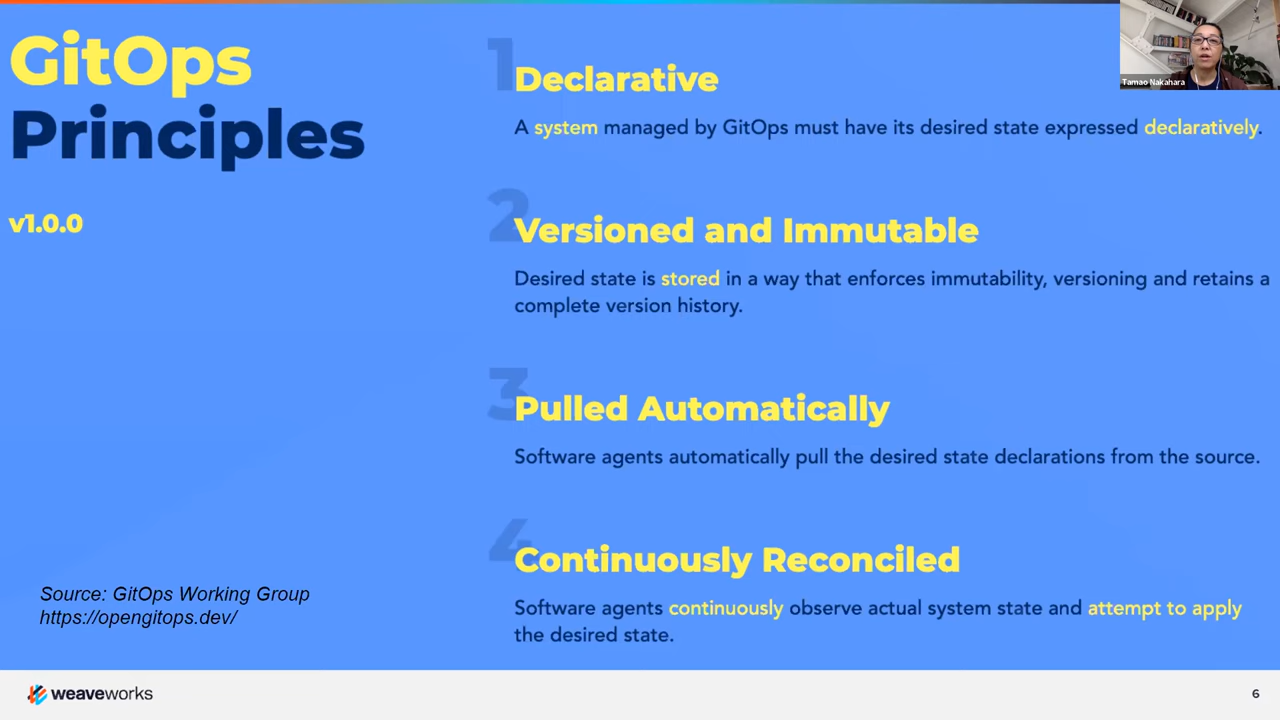 GitOps
Principles
v1.0.0
1
Declarative
A system managed by GitOps must have its desired state expressed declaratively.
2
Versioned and Immutable
Desired state is stored in a way that enforces immutability, versioning and retains a
complete version history.
3
Pulled Automatically
Software agents automatically pull the desired state declarations from the source.
4
Continuously Reconciled
Software agents continuously observe actual system state and attempt to apply
the desired state.
Source: GitOps Working Group
https://opengitops.dev/
weaveworks
6
Tamao Nakahara